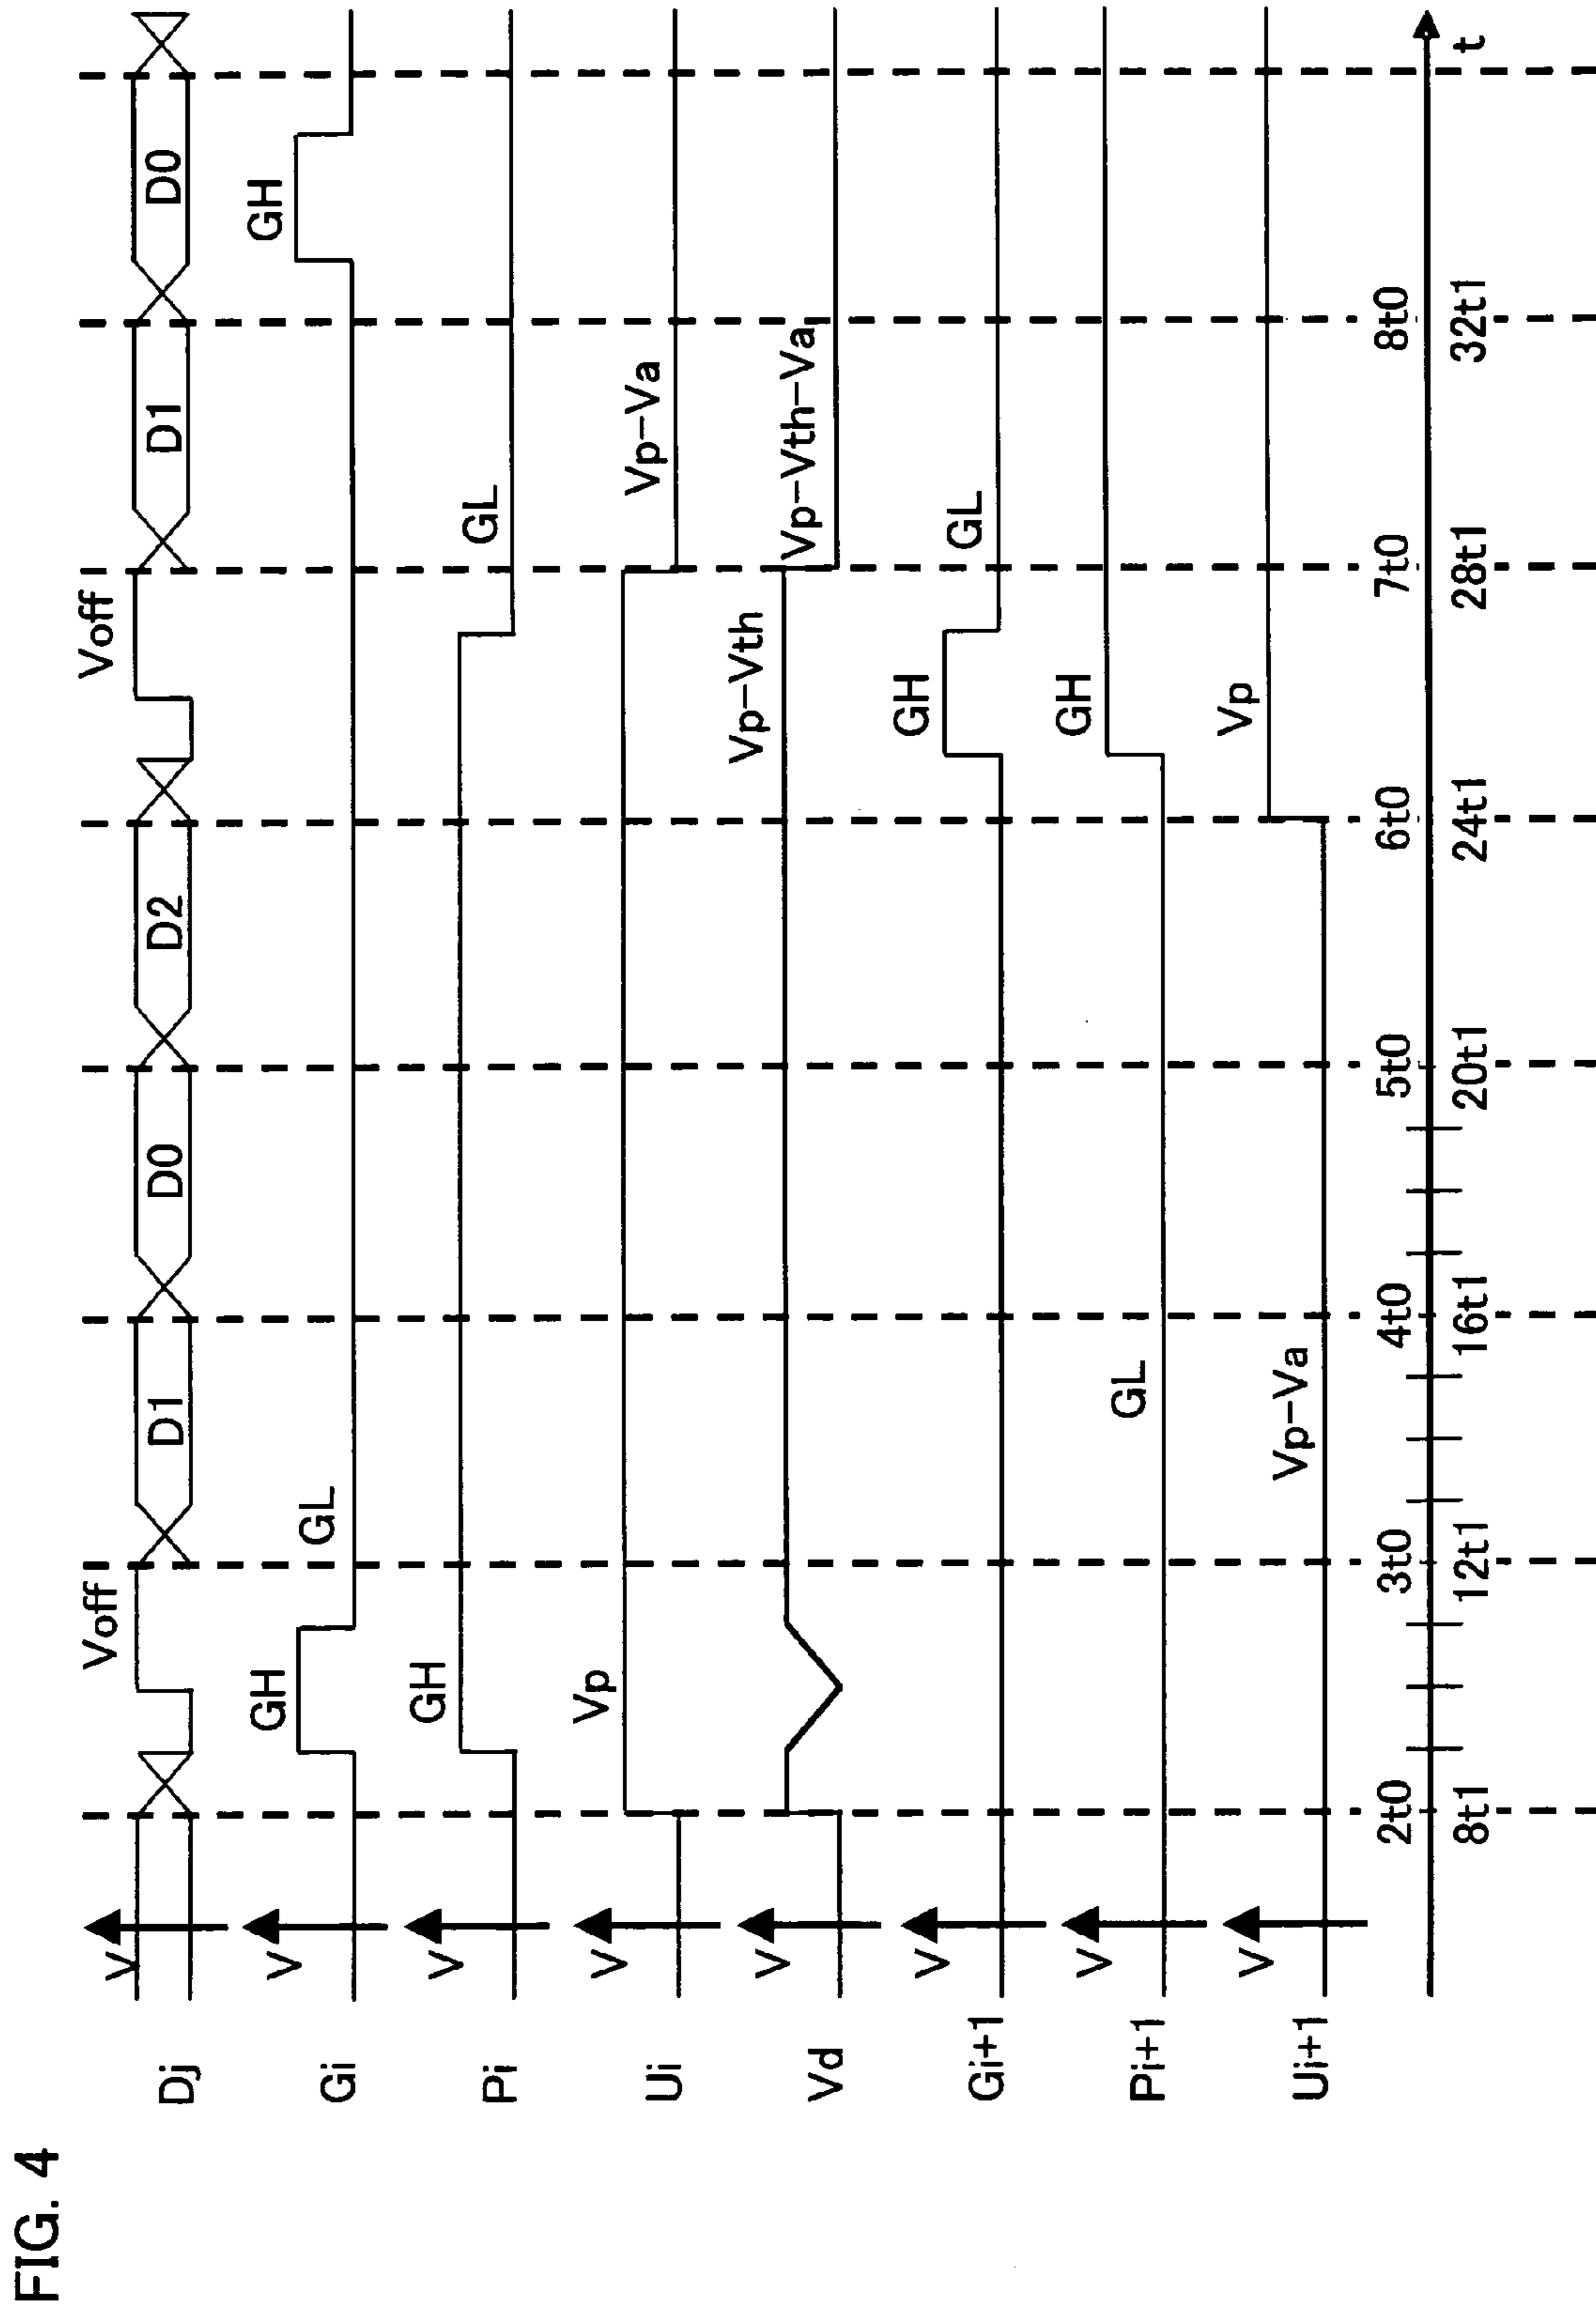 FIG. 4
Dj V Voff D1 D0 D2 Voff D1 D0
Gi V GH GL GH
Pi V GH GL
Ui V Vp Vp-Va
Vd V Vp-Vth Vp-Vth-Va
Gi+1 V GH GL
Pi+1 V GL GH
Ui+1 V Vp-Va Vp
2t0 3t0 4t0 5t0 6t0 7t0 8t0
8t1 12t1 16t1 20t1 24t1 28t1 32t1 t